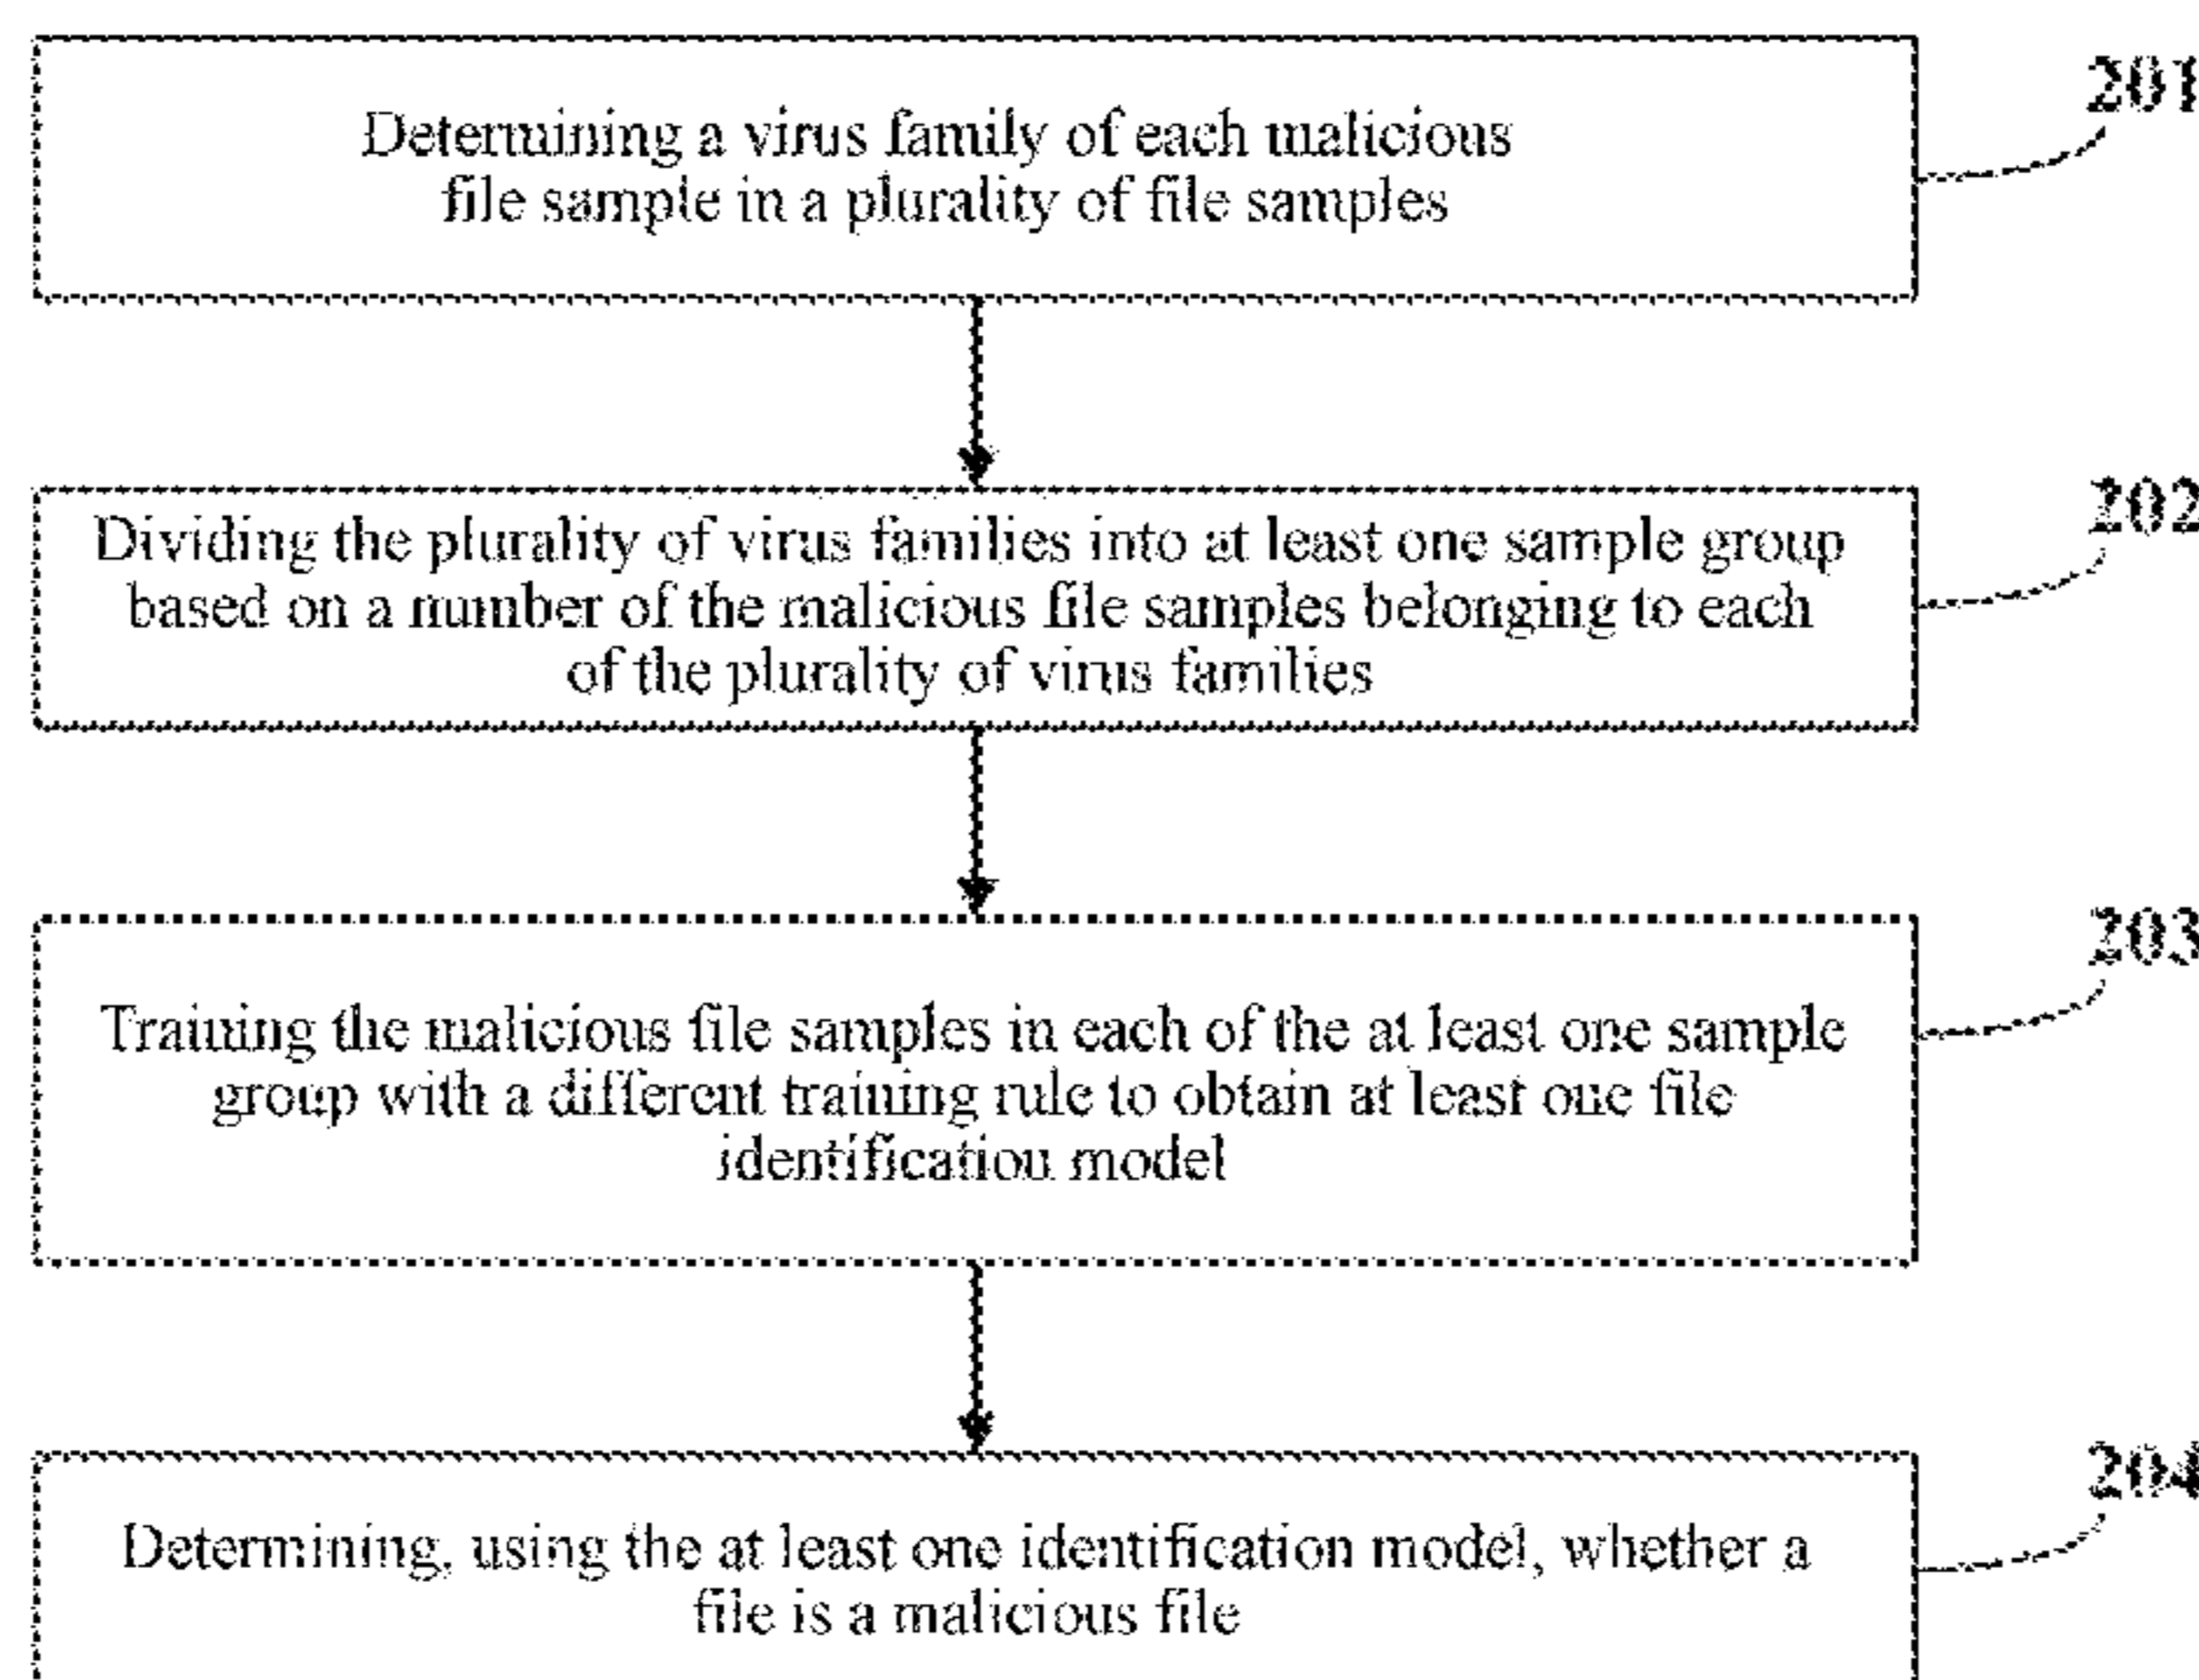 201
Determining a virus family of each malicious
file sample in a plurality of file samples
202
Dividing the plurality of virus families into at least one sample group
based on a number of the malicious file samples belonging to each
of the plurality of virus families
203
Training the malicious file samples in each of the at least one sample
group with a different training rule to obtain at least one file
identification model
204
Determining, using the at least one identification model, whether a
file is a malicious file